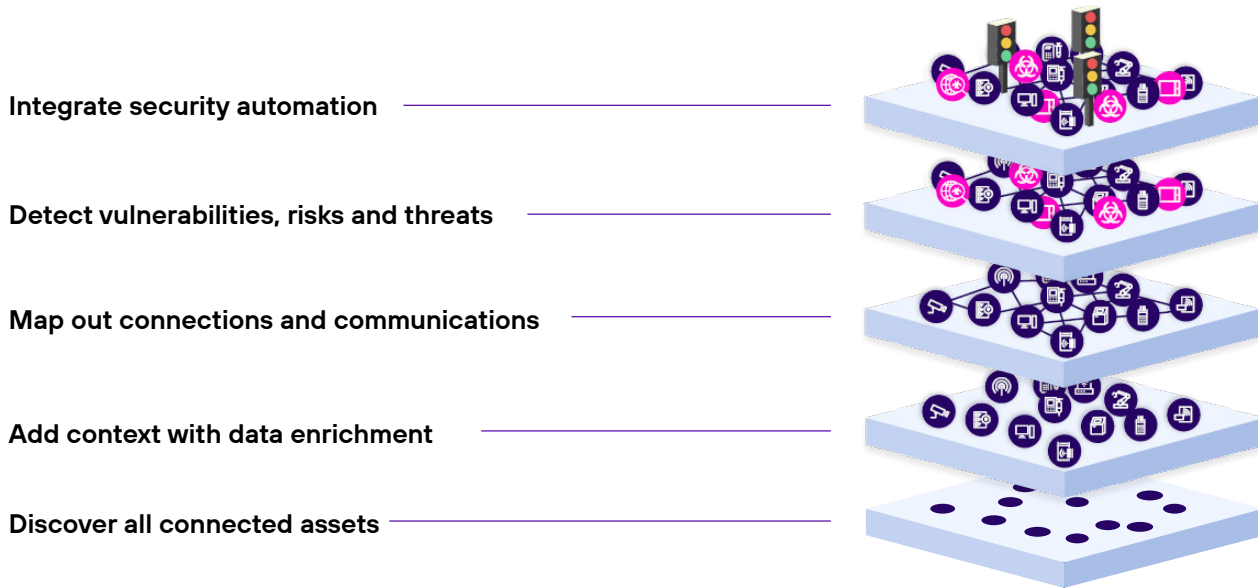 Integrate security automation
Detect vulnerabilities, risks and threats
Map out connections and communications
Add context with data enrichment
Discover all connected assets